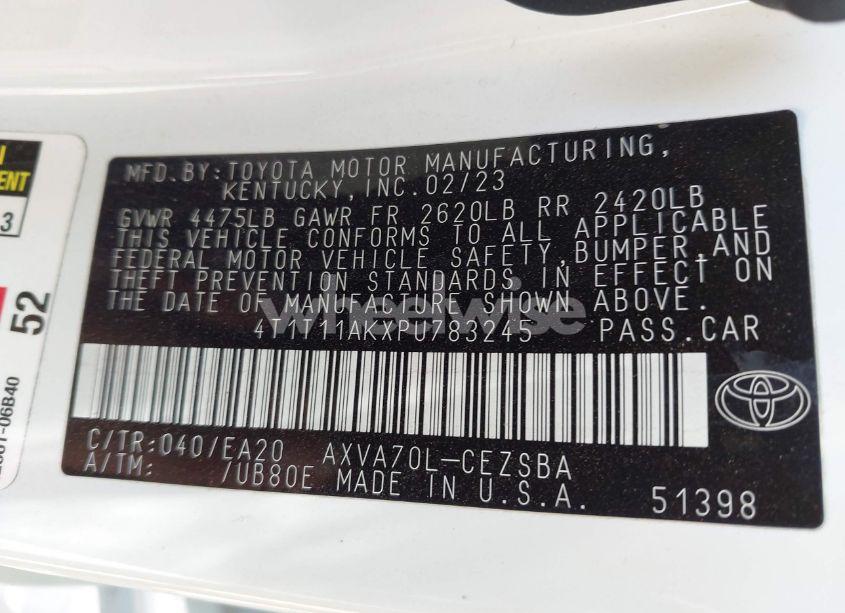 MFD. BY: TOYOTA MOTOR MANUFACTURING,
KENTUCKY, INC. 02/23
GVWR 4475LB GAWR FR 2620LB RR 2420LB
THIS VEHICLE CONFORMS TO ALL APPLICABLE
FEDERAL MOTOR VEHICLE SAFETY, BUMPER, AND
THEFT PREVENTION STANDARDS IN EFFECT ON
THE DATE OF MANUFACTURE SHOWN ABOVE.
wheelwise
PASS. CAR
C/TR: 040/EA20 AXVA70L-CEZSBA
A/TM: /UB80E MADE IN U.S.A. 51398
3
52